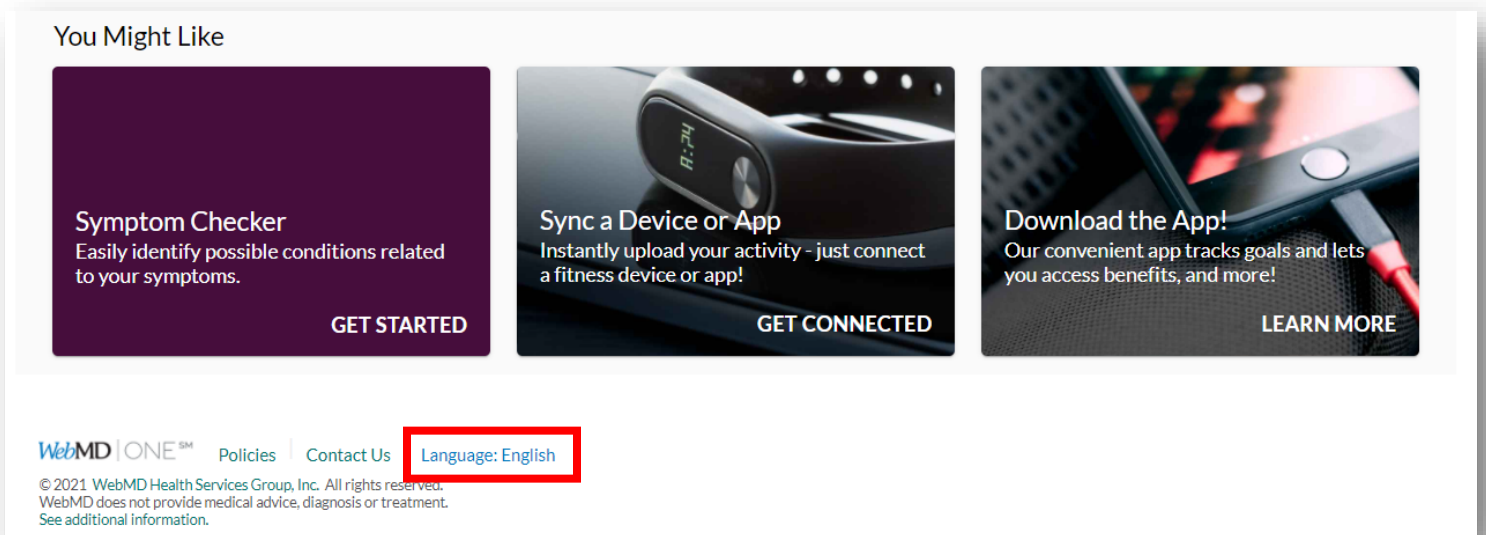 You Might Like
Symptom Checker
Easily identify possible conditions related
to your symptoms.
GET STARTED
A:24
Sync a Device or App
Instantly upload your activity - just connect
a fitness device or app!
GET CONNECTED
Download the App!
Our convenient app tracks goals and lets
you access benefits, and more!
LEARN MORE
WebMD | ONE℠ Policies Contact Us Language: English
© 2021 WebMD Health Services Group, Inc. All rights reserved.
WebMD does not provide medical advice, diagnosis or treatment.
See additional information.